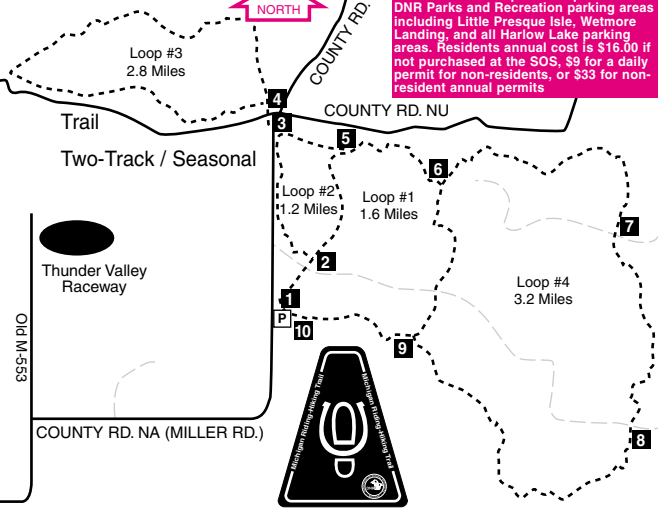 NORTH
COUNTY RD.
DNR Parks and Recreation parking areas
including Little Presque Isle, Wetmore
Landing, and all Harlow Lake parking
areas. Residents annual cost is $16.00 if
not purchased at the SOS, $9 for a daily
permit for non-residents, or $33 for non-
resident annual permits
Loop #3
2.8 Miles
4
COUNTY RD. NU
Trail
3
5
Two-Track / Seasonal
6
Loop #2
1.2 Miles
Loop #1
1.6 Miles
7
Thunder Valley
Raceway
2
Loop #4
3.2 Miles
1
P
10
9
Old M-553
Michigan Riding-Hiking Trail
Michigan Riding-Hiking Trail
COUNTY RD. NA (MILLER RD.)
8